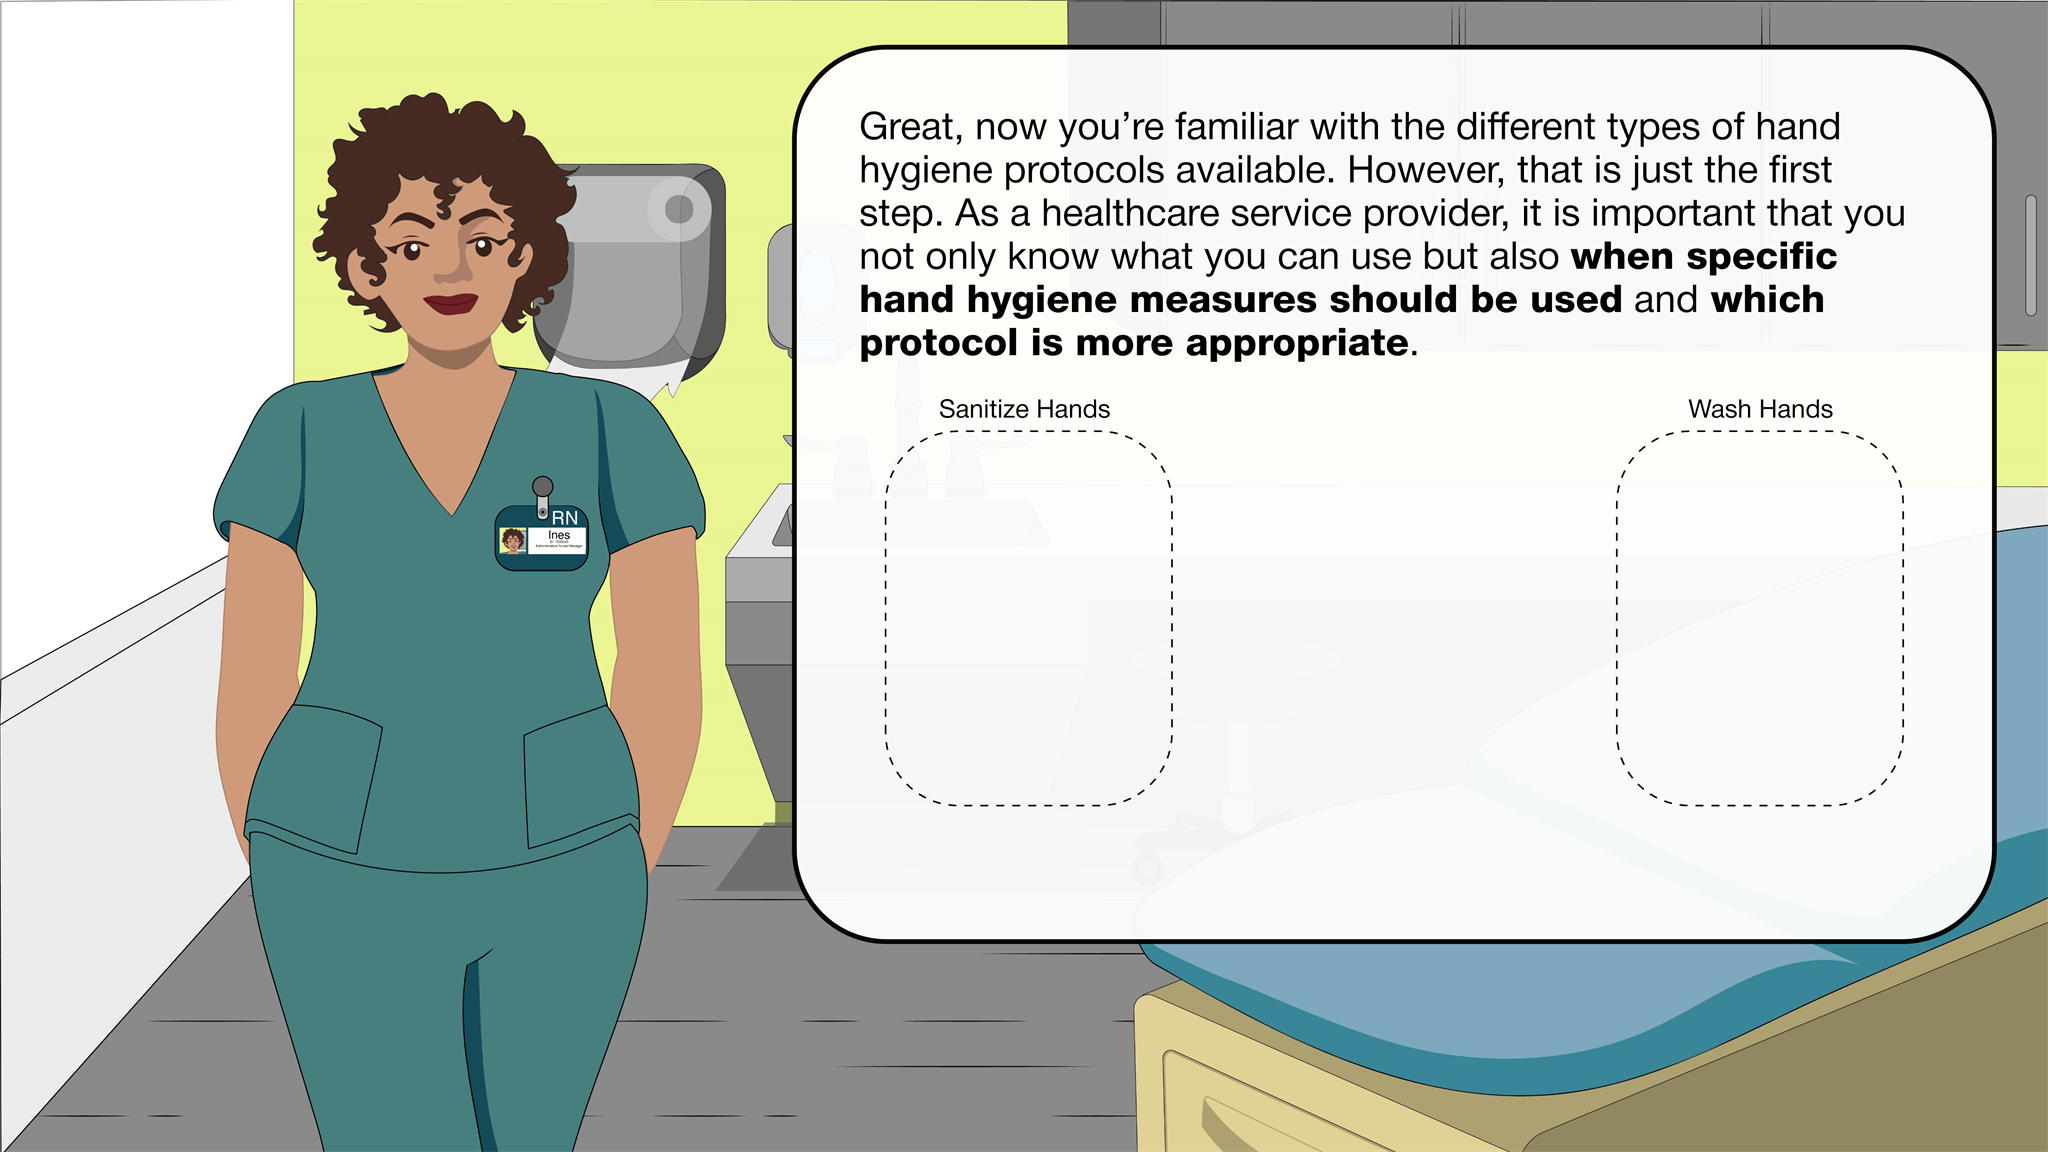 Great, now you’re familiar with the different types of hand
hygiene protocols available. However, that is just the first
step. As a healthcare service provider, it is important that you
not only know what you can use but also when specific
hand hygiene measures should be used and which
protocol is more appropriate.
Sanitize Hands
Wash Hands
RN
Ines
Administrative Nurse Manager